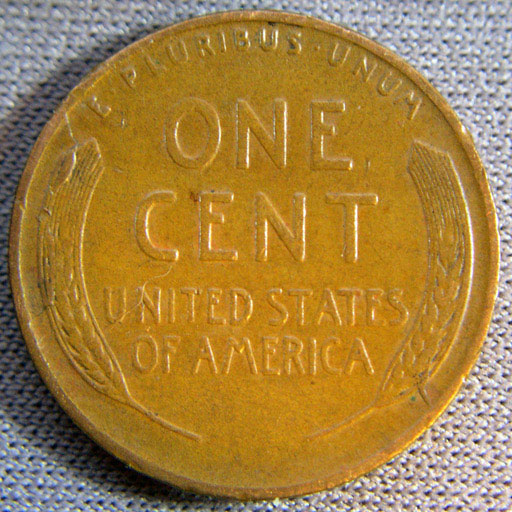 E · PLURIBUS · UNUM
ONE
CENT
UNITED STATES
OF AMERICA